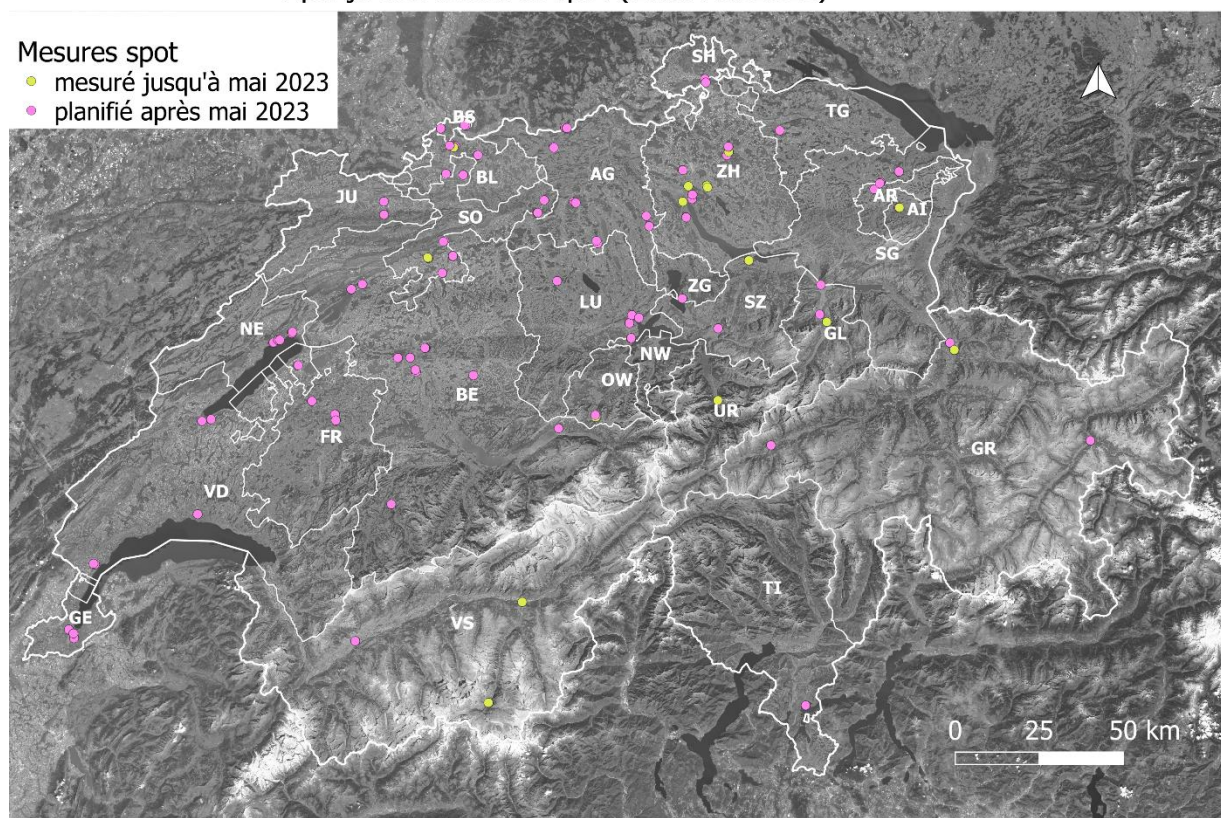 Mesures spot
mesuré jusqu'à mai 2023
planifié après mai 2023
SH
TG
BS
BL
AG
ZH
JU
SO
AR
AI
SG
ZG
LU
SZ
NE
GL
NW
OW
BE
UR
FR
GR
VD
TI
GE
VS
0 25 50 km